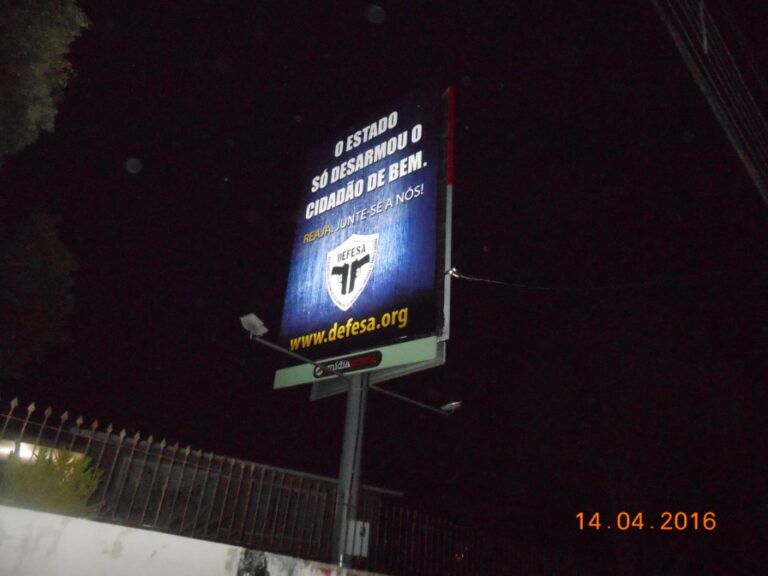 O ESTADO
SÓ DESARMOU O
CIDADÃO DE BEM.
REAJA. JUNTE-SE A NÓS!
DEFESA
www.defesa.org
mídia
14.04.2016